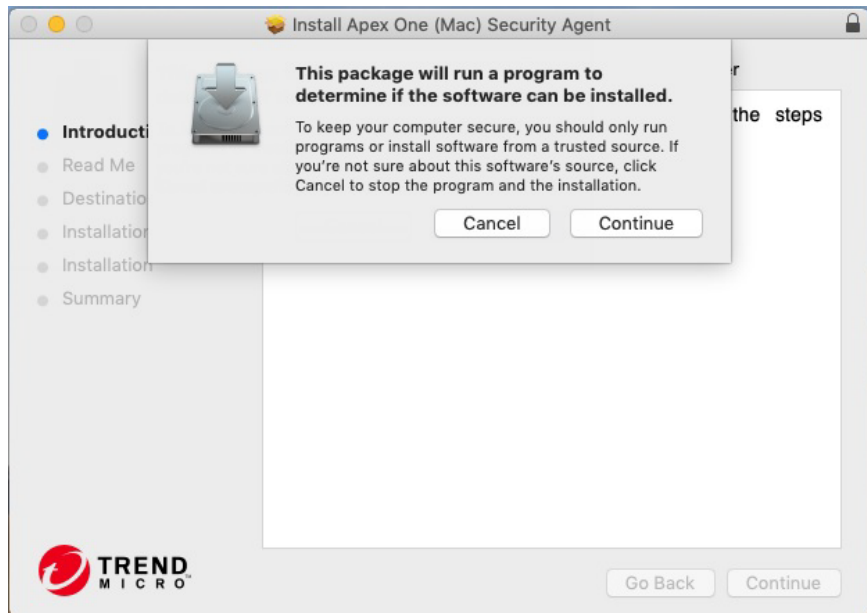 Install Apex One (Mac) Security Agent
This package will run a program to
determine if the software can be installed.
To keep your computer secure, you should only run
programs or install software from a trusted source. If
you're not sure about this software's source, click
Cancel to stop the program and the installation.
Cancel Continue
the steps
Introducti
Read Me
Destinatio
Installation
Installation
Summary
TREND
MICRO
Go Back Continue